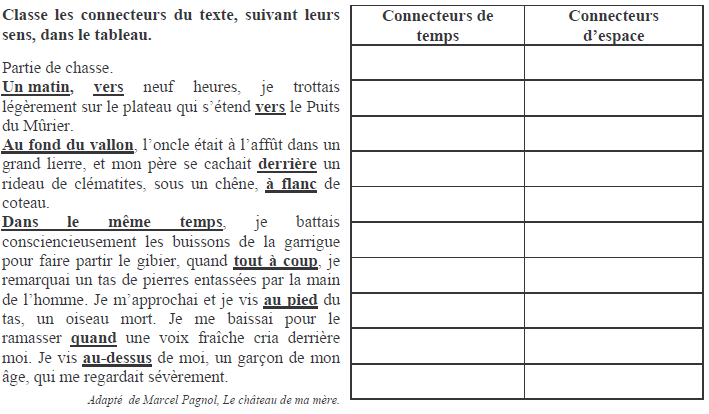 Classe les connecteurs du texte, suivant leurs
sens, dans le tableau.
Partie de chasse.
Un matin, vers neuf heures, je trottais
légèrement sur le plateau qui s’étend vers le Puits
du Mûrier.
Au fond du vallon, l’oncle était à l’affût dans un
grand lierre, et mon père se cachait derrière un
rideau de clématites, sous un chêne, à flanc de
coteau.
Dans le même temps, je battais
consciencieusement les buissons de la garrigue
pour faire partir le gibier, quand tout à coup, je
remarquai un tas de pierres entassées par la main
de l’homme. Je m’approchai et je vis au pied du
tas, un oiseau mort. Je me baissai pour le
ramasser quand une voix fraîche cria derrière
moi. Je vis au-dessus de moi, un garçon de mon
âge, qui me regardait sévèrement.
Adapté de Marcel Pagnol, Le château de ma mère.
Connecteurs de
temps
Connecteurs
d’espace